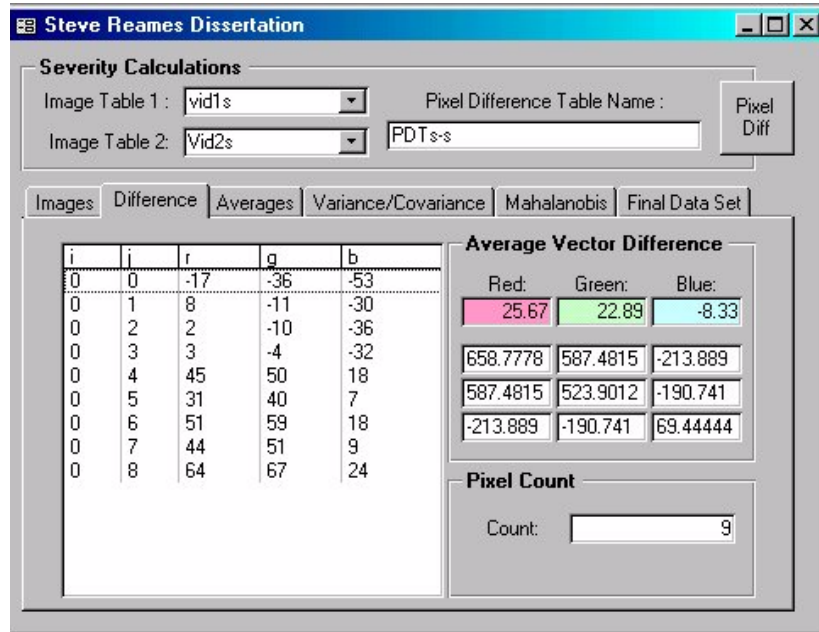 Steve Reames Dissertation
Severity Calculations
Image Table 1 : vid1s
Pixel Difference Table Name :
Pixel Diff
Image Table 2: Vid2s
PDTs-s
Images Difference Averages Variance/Covariance Mahalanobis Final Data Set
i j r g b
0 0 -17 -36 -53
0 1 8 -11 -30
0 2 2 -10 -36
0 3 3 -4 -32
0 4 45 50 18
0 5 31 40 7
0 6 51 59 18
0 7 44 51 9
0 8 64 67 24
Average Vector Difference
Red: Green: Blue:
25.67 22.89 -8.33
658.7778 587.4815 -213.889
587.4815 523.9012 -190.741
-213.889 -190.741 69.44444
Pixel Count
Count: 9